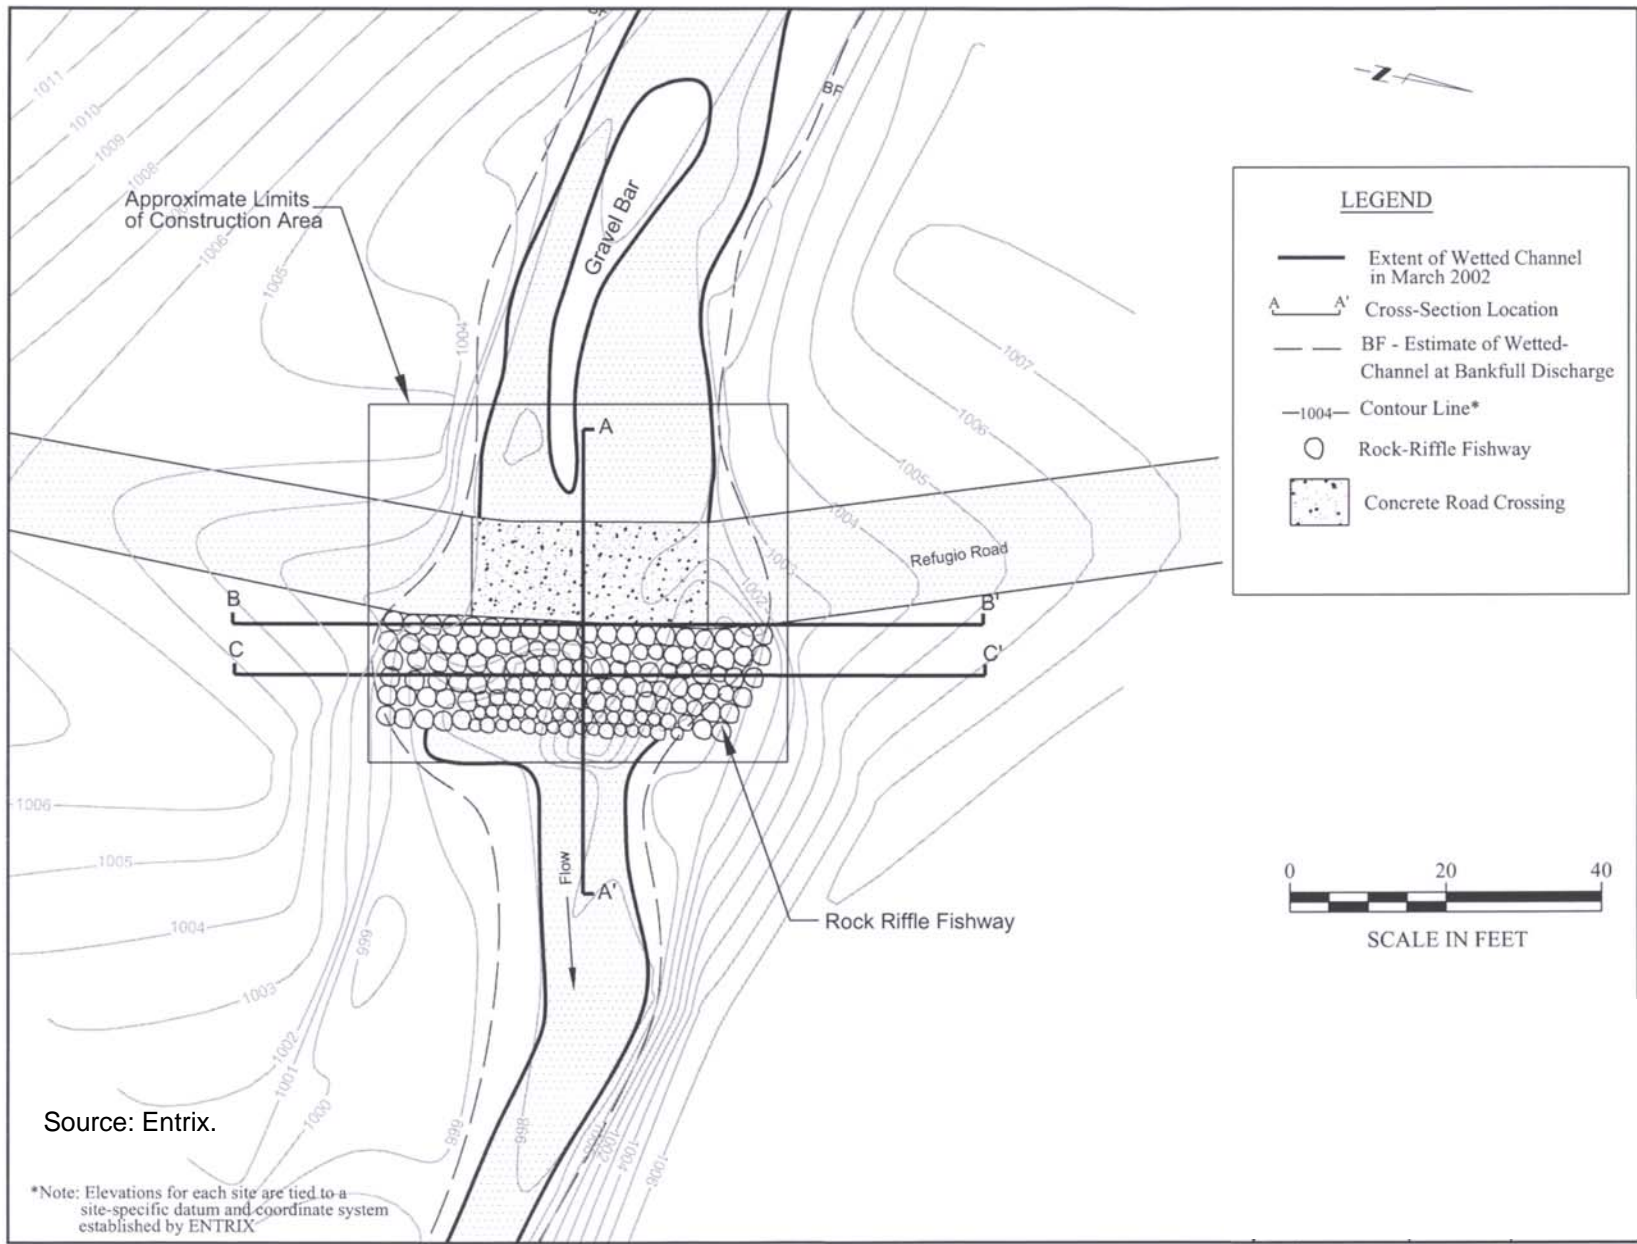 BF
BF
1011
1010
1009
1008
1006
1005
1004
Approximate Limits
of Construction Area
Gravel Bar
A
1007
1006
1005
1004
1003
1002
Refugio Road
B
B'
C
C'
1006
1005
1004
1003
1002
1001
1000
999
999
998
Flow
A'
Rock Riffle Fishway
1002
1004
1006
Source: Entrix.
*Note: Elevations for each site are tied to a
site-specific datum and coordinate system
established by ENTRIX
LEGEND
Extent of Wetted Channel
in March 2002
A A'
Cross-Section Location
BF - Estimate of Wetted-
Channel at Bankfull Discharge
1004 Contour Line*
Rock-Riffle Fishway
Concrete Road Crossing
0 20 40
SCALE IN FEET